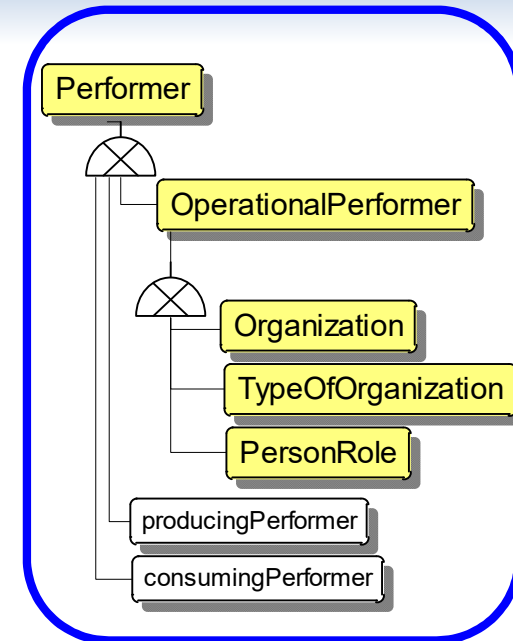 Performer
OperationalPerformer
Organization
TypeOfOrganization
PersonRole
producingPerformer
consumingPerformer